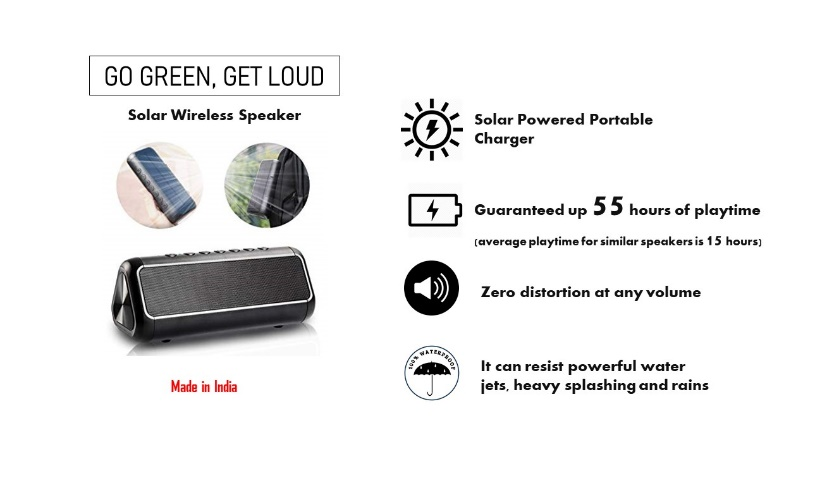 GO GREEN, GET LOUD
Solar Wireless Speaker
Made in India
Solar Powered Portable
Charger
Guaranteed up 55 hours of playtime
(average playtime for similar speakers is 15 hours)
Zero distortion at any volume
100% WATERPROOF
It can resist powerful water
jets, heavy splashing and rains